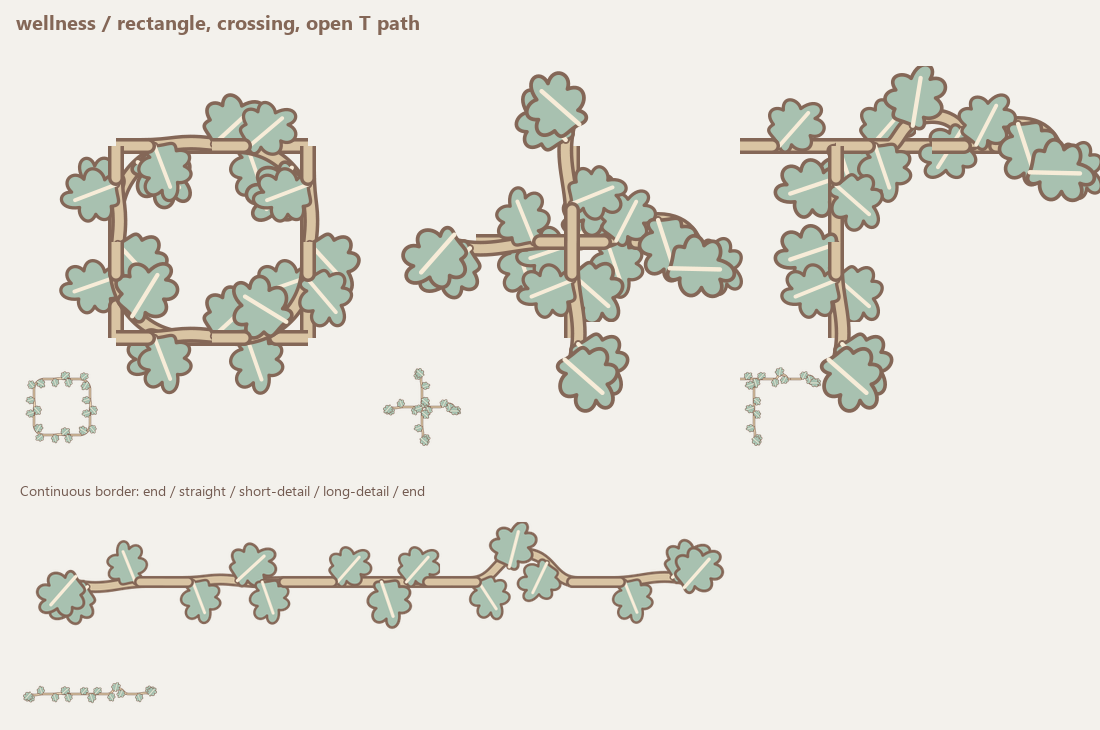 wellness / rectangle, crossing, open T path
Continuous border: end / straight / short-detail / long-detail / end